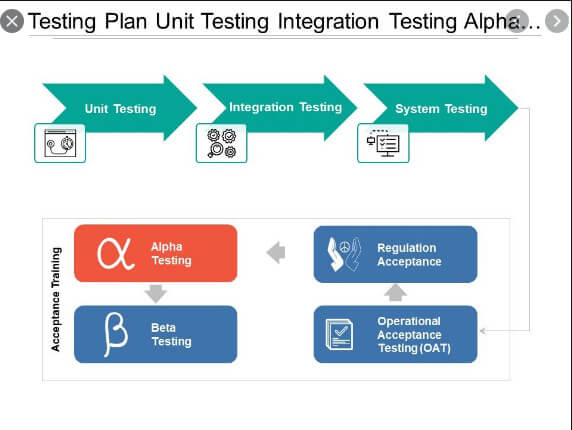 Testing Plan Unit Testing Integration Testing Alpha...
Unit Testing
Integration Testing
System Testing
Acceptance Training
α
Alpha
Testing
Regulation
Acceptance
β
Beta
Testing
Operational
Acceptance
Testing (OAT)